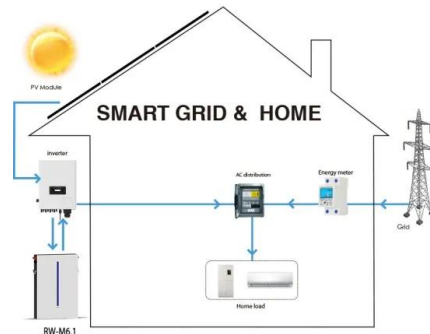 PV Module
SMART GRID & HOME
inverter
AC distribution
Energy meter
Grid
Home load
RW-M6.1